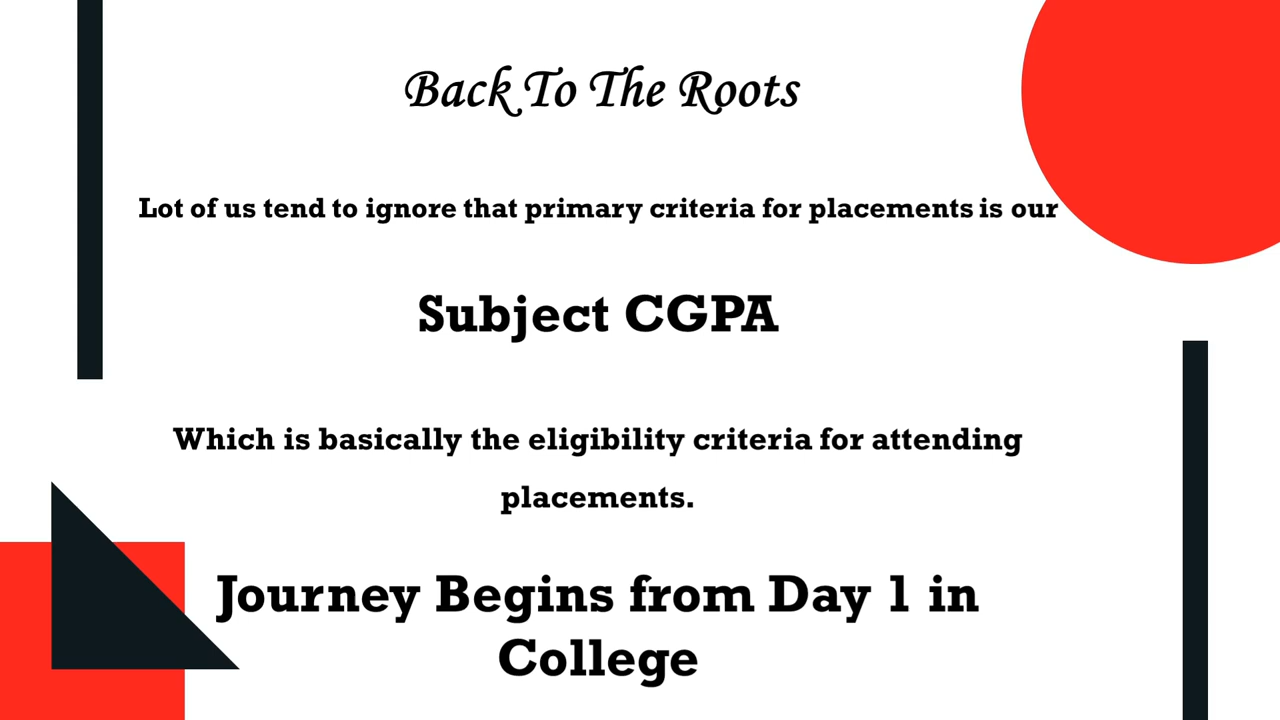 Back To The Roots
Lot of us tend to ignore that primary criteria for placements is our
Subject CGPA
Which is basically the eligibility criteria for attending
placements.
Journey Begins from Day 1 in
College